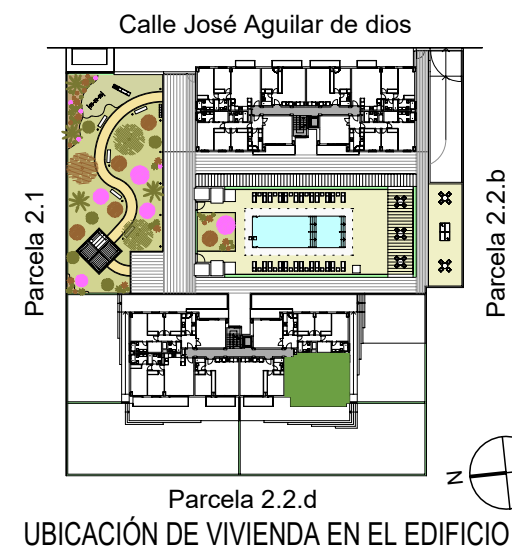 Calle José Aguilar de dios
Parcela 2.1
Parcela 2.2.b
N
Parcela 2.2.d
UBICACIÓN DE VIVIENDA EN EL EDIFICIO